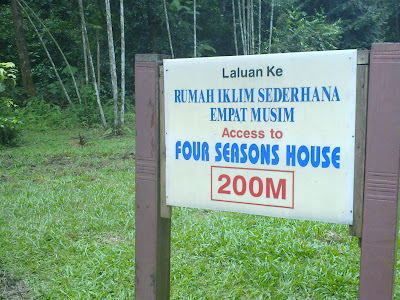 Laluan Ke
RUMAH IKLIM SEDERHANA
EMPAT MUSIM
Access to
FOUR SEASONS HOUSE
200M